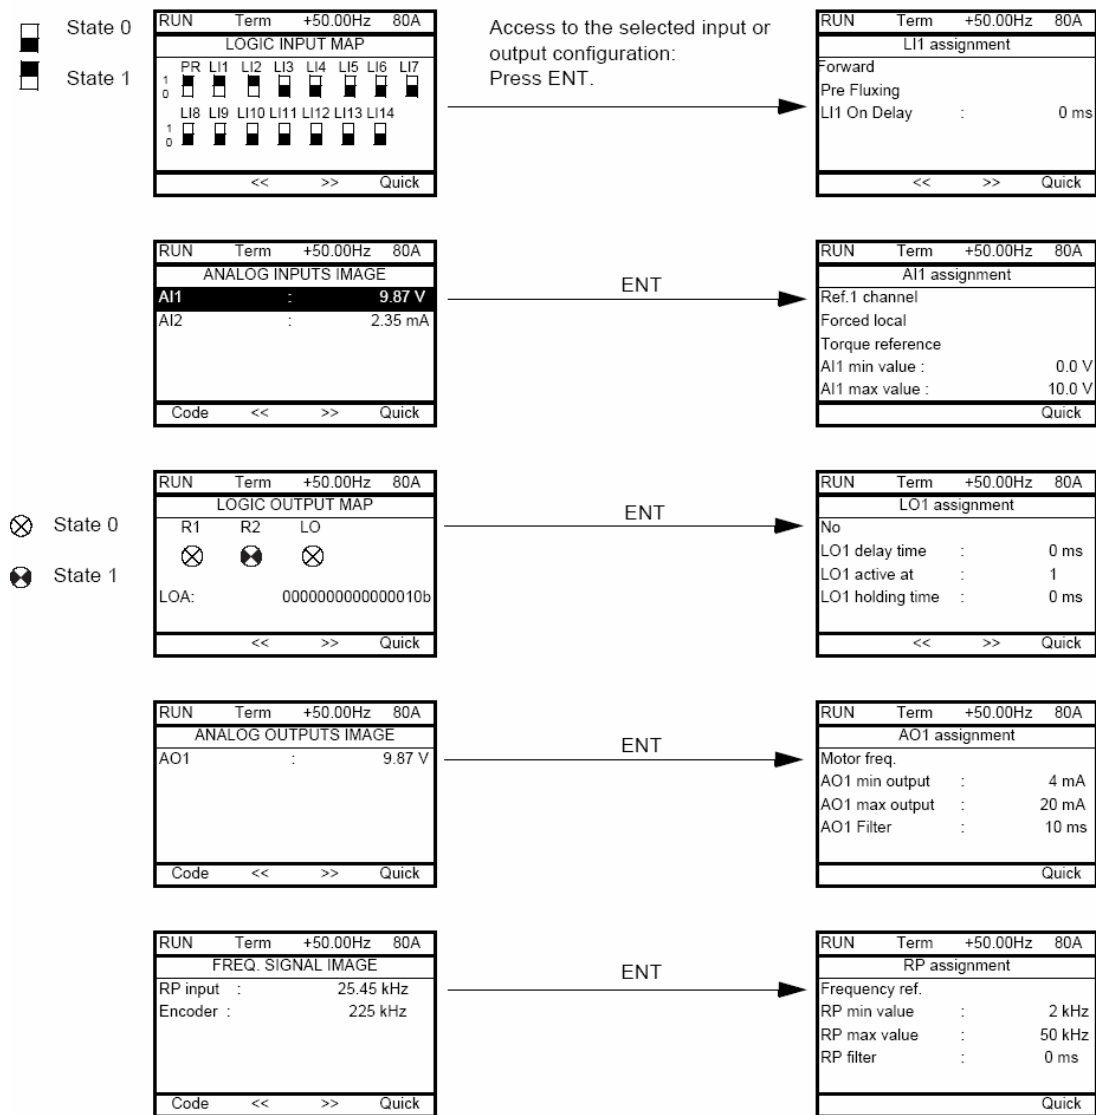 State 0
State 1
RUN Term +50.00Hz 80A
LOGIC INPUT MAP
PR LI1 LI2 LI3 LI4 LI5 LI6 LI7
1
0
LI8 LI9 LI10 LI11 LI12 LI13 LI14
1
0
<< >> Quick
Access to the selected input or
output configuration:
Press ENT.
RUN Term +50.00Hz 80A
LI1 assignment
Forward
Pre Fluxing
LI1 On Delay : 0 ms
<< >> Quick
RUN Term +50.00Hz 80A
ANALOG INPUTS IMAGE
AI1 : 9.87 V
AI2 : 2.35 mA
Code << >> Quick
ENT
RUN Term +50.00Hz 80A
AI1 assignment
Ref.1 channel
Forced local
Torque reference
AI1 min value : 0.0 V
AI1 max value : 10.0 V
Quick
State 0
State 1
RUN Term +50.00Hz 80A
LOGIC OUTPUT MAP
R1 R2 LO
LOA: 0000000000000010b
<< >> Quick
ENT
RUN Term +50.00Hz 80A
LO1 assignment
No
LO1 delay time : 0 ms
LO1 active at : 1
LO1 holding time : 0 ms
<< >> Quick
RUN Term +50.00Hz 80A
ANALOG OUTPUTS IMAGE
AO1 : 9.87 V
Code << >> Quick
ENT
RUN Term +50.00Hz 80A
AO1 assignment
Motor freq.
AO1 min output : 4 mA
AO1 max output : 20 mA
AO1 Filter : 10 ms
Quick
RUN Term +50.00Hz 80A
FREQ. SIGNAL IMAGE
RP input : 25.45 kHz
Encoder : 225 kHz
Code << >> Quick
ENT
RUN Term +50.00Hz 80A
RP assignment
Frequency ref.
RP min value : 2 kHz
RP max value : 50 kHz
RP filter : 0 ms
Quick